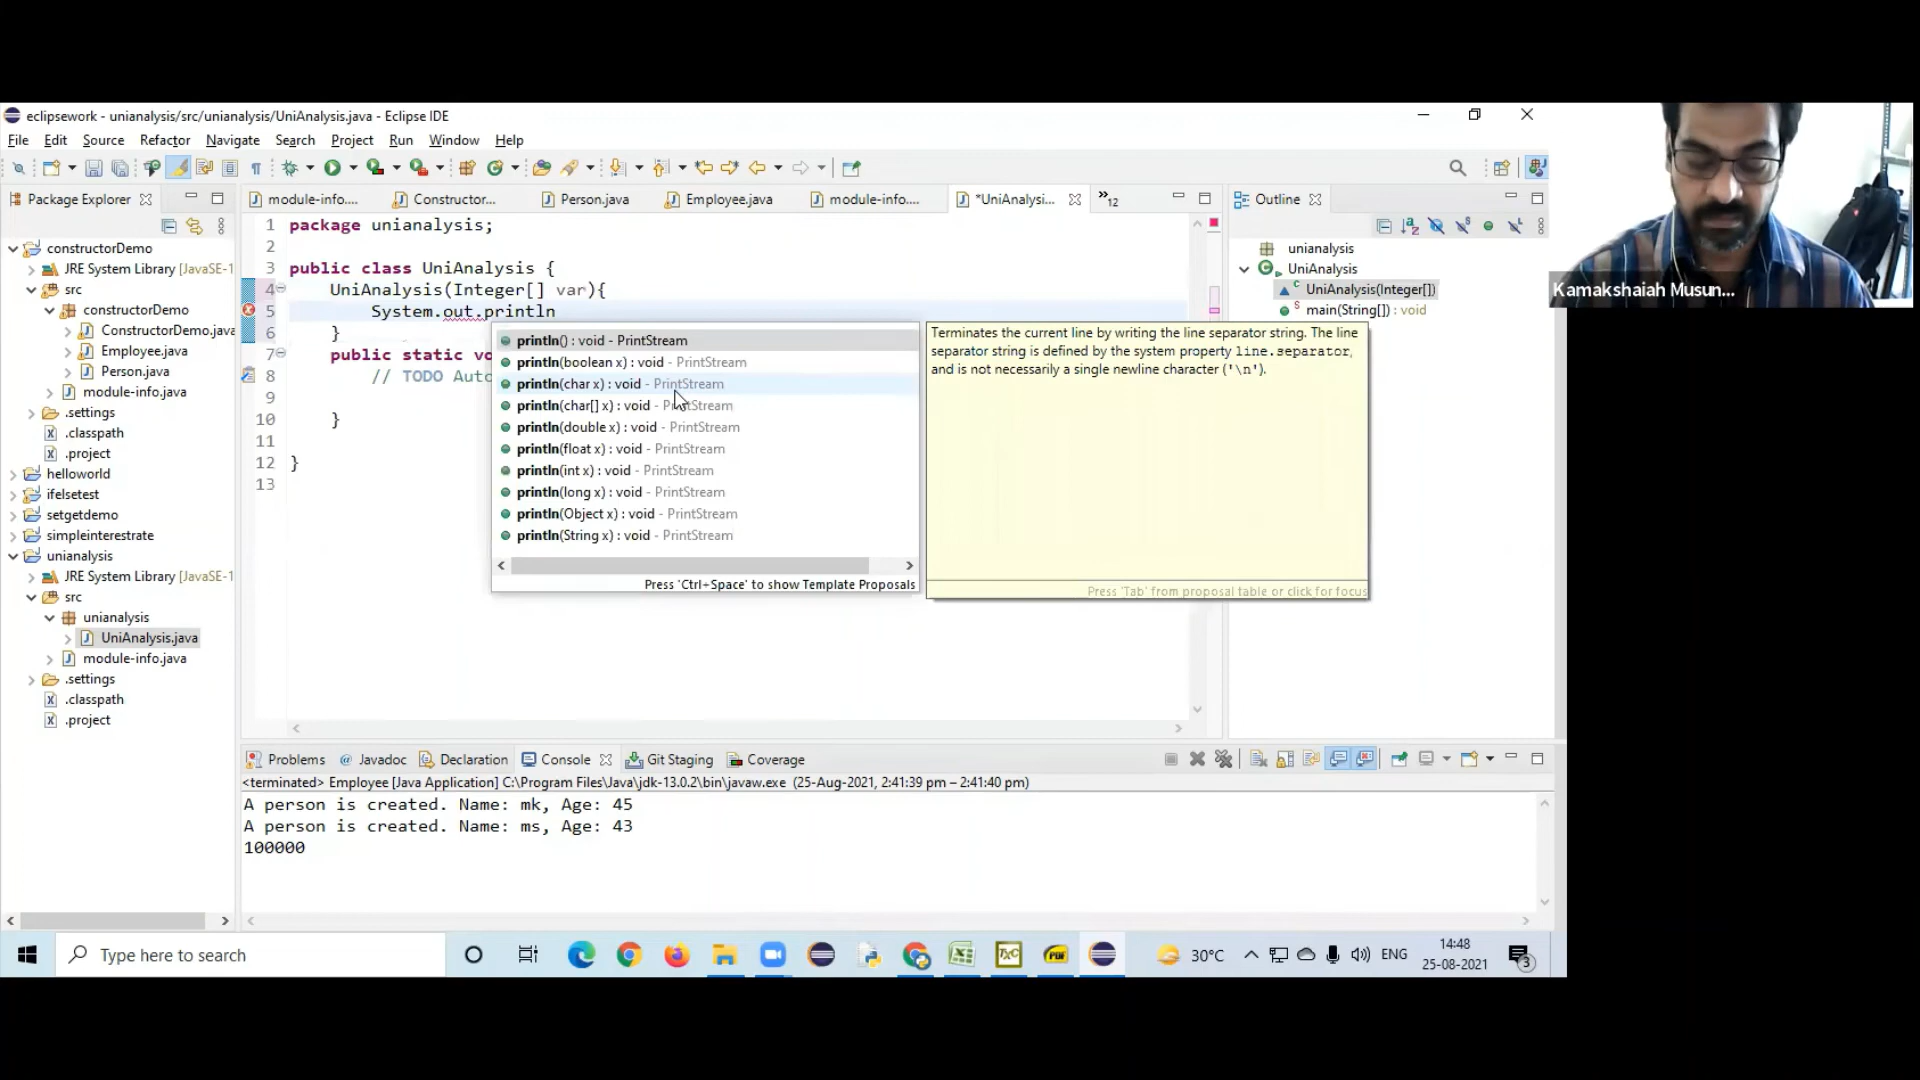 eclipsework - unianalysis/src/unianalysis/UniAnalysis.java - Eclipse IDE
File Edit Source Refactor Navigate Search Project Run Window Help
Package Explorer
constructorDemo
JRE System Library [JavaSE-1
src
constructorDemo
ConstructorDemo.java
Employee.java
Person.java
module-info.java
.settings
.classpath
.project
helloworld
ifelsetest
setgetdemo
simpleinterestrate
unianalysis
JRE System Library [JavaSE-1
src
unianalysis
UniAnalysis.java
module-info.java
.settings
.classpath
.project
module-info.... Constructor... Person.java Employee.java module-info.... *UniAnalysi... »12
1 package unianalysis;
2
3 public class UniAnalysis {
4 UniAnalysis(Integer[] var){
5 System.out.println
6 }
7 public static vo
8 // TODO Auto
9
10 }
11
12 }
13
println() : void - PrintStream
println(boolean x) : void - PrintStream
println(char x) : void - PrintStream
println(char[] x) : void - PrintStream
println(double x) : void - PrintStream
println(float x) : void - PrintStream
println(int x) : void - PrintStream
println(long x) : void - PrintStream
println(Object x) : void - PrintStream
println(String x) : void - PrintStream
Press 'Ctrl+Space' to show Template Proposals
Terminates the current line by writing the line separator string. The line
separator string is defined by the system property line.separator,
and is not necessarily a single newline character ('\n').
Press 'Tab' from proposal table or click for focus
Outline
unianalysis
UniAnalysis
UniAnalysis(Integer[])
main(String[]) : void
Kamakshaiah Musun...
Problems Javadoc Declaration Console Git Staging Coverage
<terminated> Employee [Java Application] C:\Program Files\Java\jdk-13.0.2\bin\javaw.exe (25-Aug-2021, 2:41:39 pm – 2:41:40 pm)
A person is created. Name: mk, Age: 45
A person is created. Name: ms, Age: 43
100000
Type here to search
30°C
ENG
14:48
25-08-2021
3